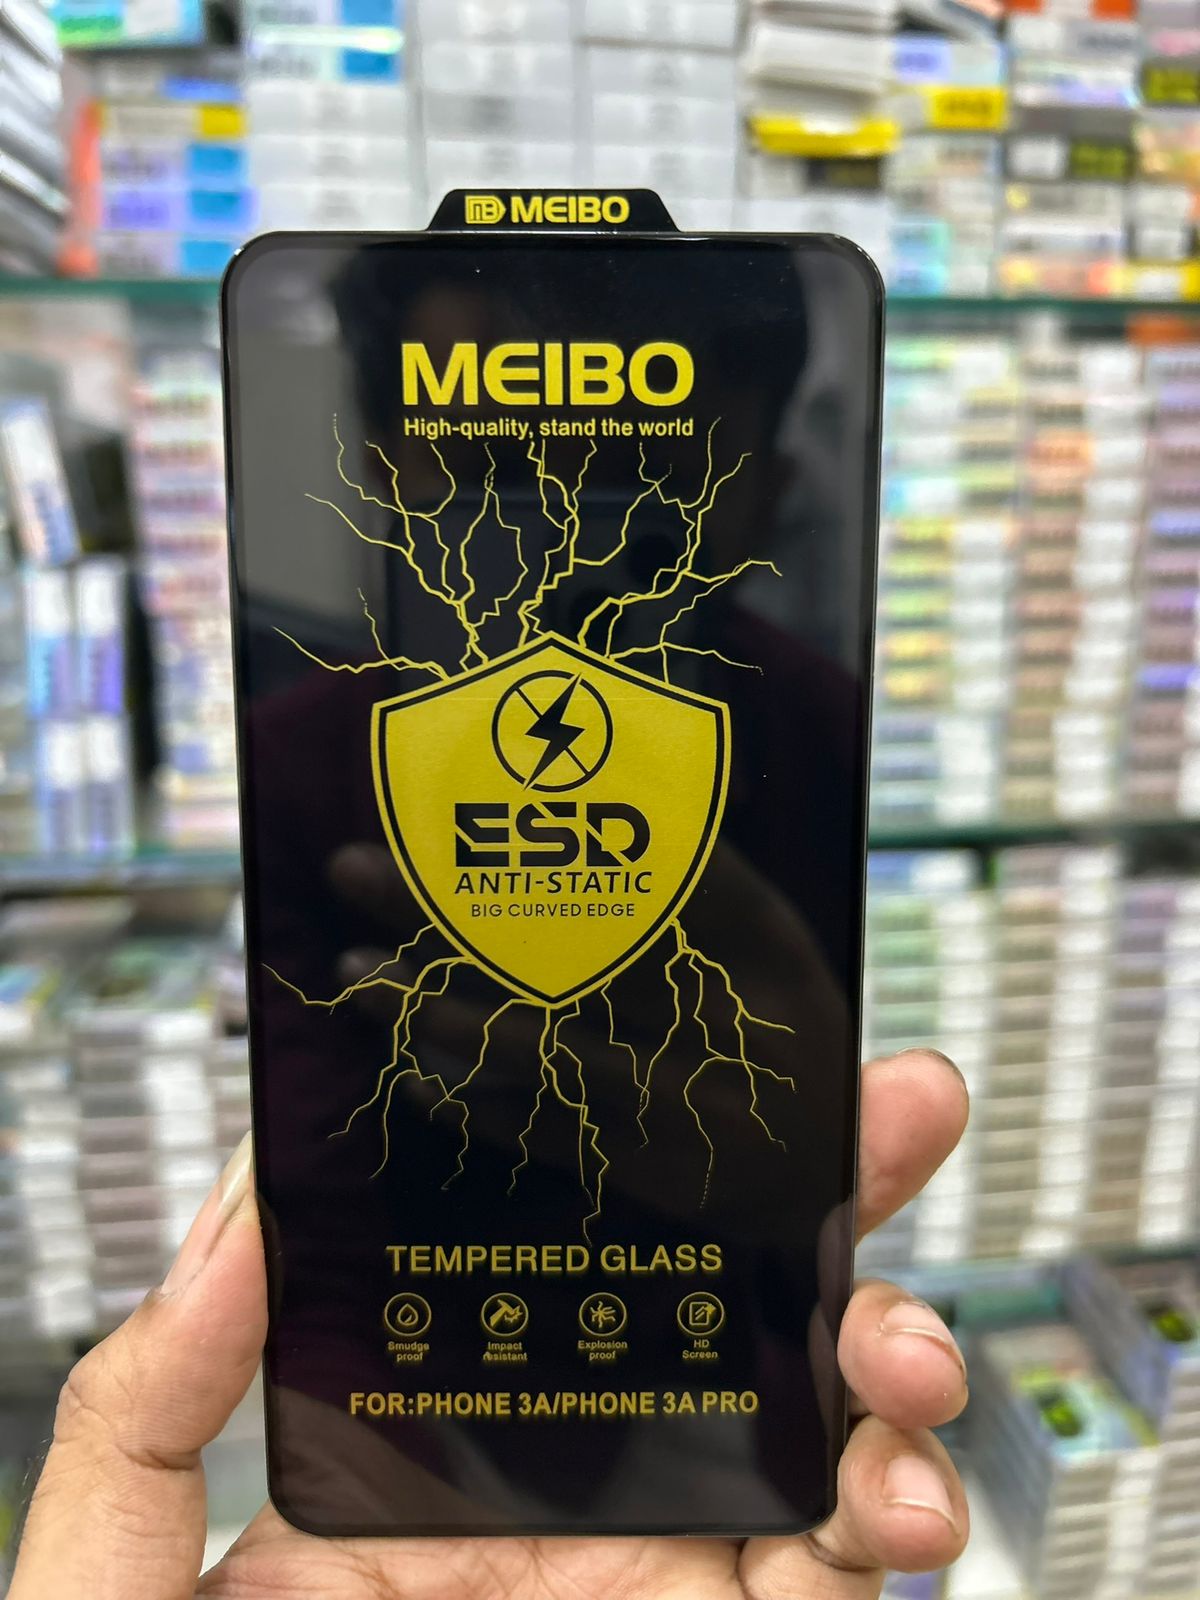 MEIBO
MEIBO
High-quality, stand the world
ESD
ANTI-STATIC
BIG CURVED EDGE
TEMPERED GLASS
Smudge proof
Impact resistant
Explosion proof
HD Screen
FOR:PHONE 3A/PHONE 3A PRO